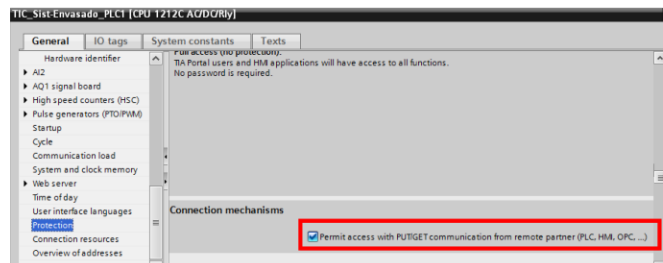 TIC_Sist-Envasado_PLC1 [CPU 1212C AC/DC/Rly]
General IO tags System constants Texts
Hardware identifier
AI2
AQ1 signal board
High speed counters (HSC)
Pulse generators (PTO/PWM)
Startup
Cycle
Communication load
System and clock memory
Web server
Time of day
User interface languages
Protection
Connection resources
Overview of addresses
Full access (no protection):
TIA Portal users and HMI applications will have access to all functions.
No password is required.
Connection mechanisms
Permit access with PUT/GET communication from remote partner (PLC, HMI, OPC, ...)